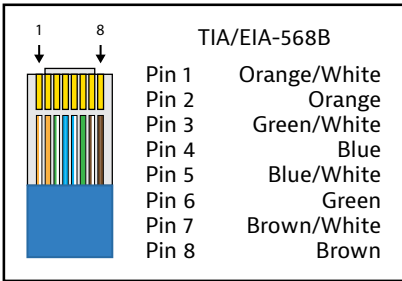 1 8
TIA/EIA-568B
Pin 1 Orange/White
Pin 2 Orange
Pin 3 Green/White
Pin 4 Blue
Pin 5 Blue/White
Pin 6 Green
Pin 7 Brown/White
Pin 8 Brown